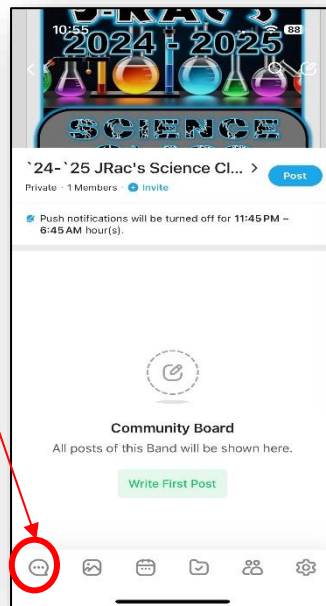 J-RAC'S
10:55
88
2024 - 2025
SCIENCE
`24-`25 JRac's Science Cl... >
Post
Private · 1 Members · Invite
Push notifications will be turned off for 11:45 PM –
6:45 AM hour(s).
Community Board
All posts of this Band will be shown here.
Write First Post